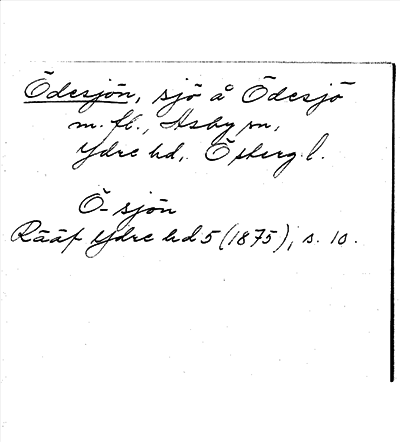 Ödesjön, sjö å Ödesjö
m. fl., Asby sn,
Ydre hd, Östergl.
Ö-sjön
Rääf Ydre hd 5 (1875), s. 10.